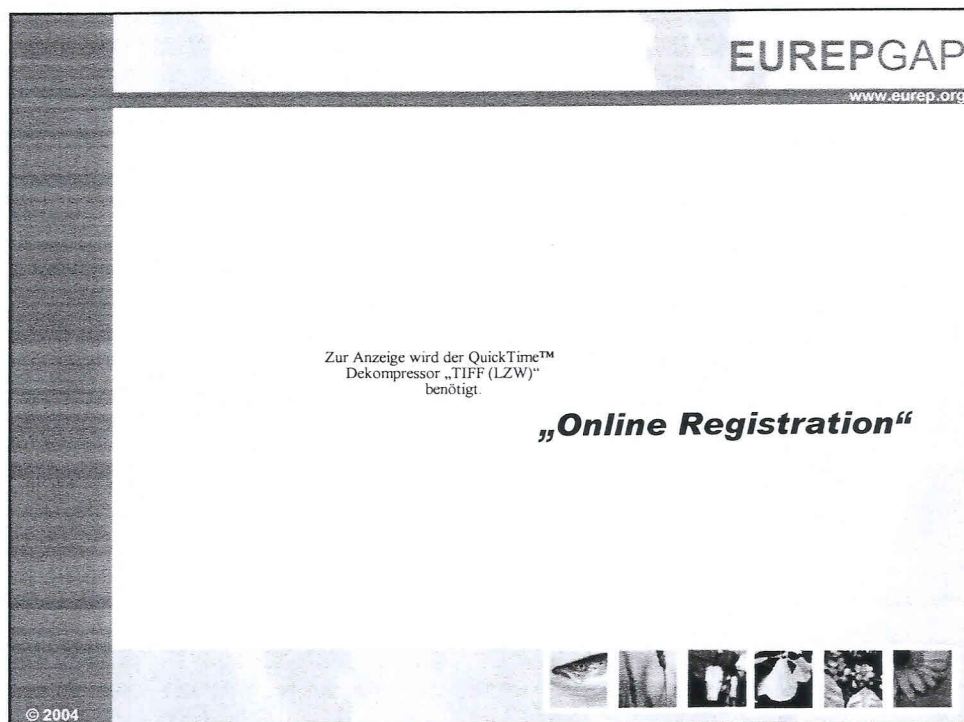 EUREPGAP
www.eurep.org
Zur Anzeige wird der QuickTime™
Dekompressor „TIFF (LZW)“
benötigt.
„Online Registration“
© 2004